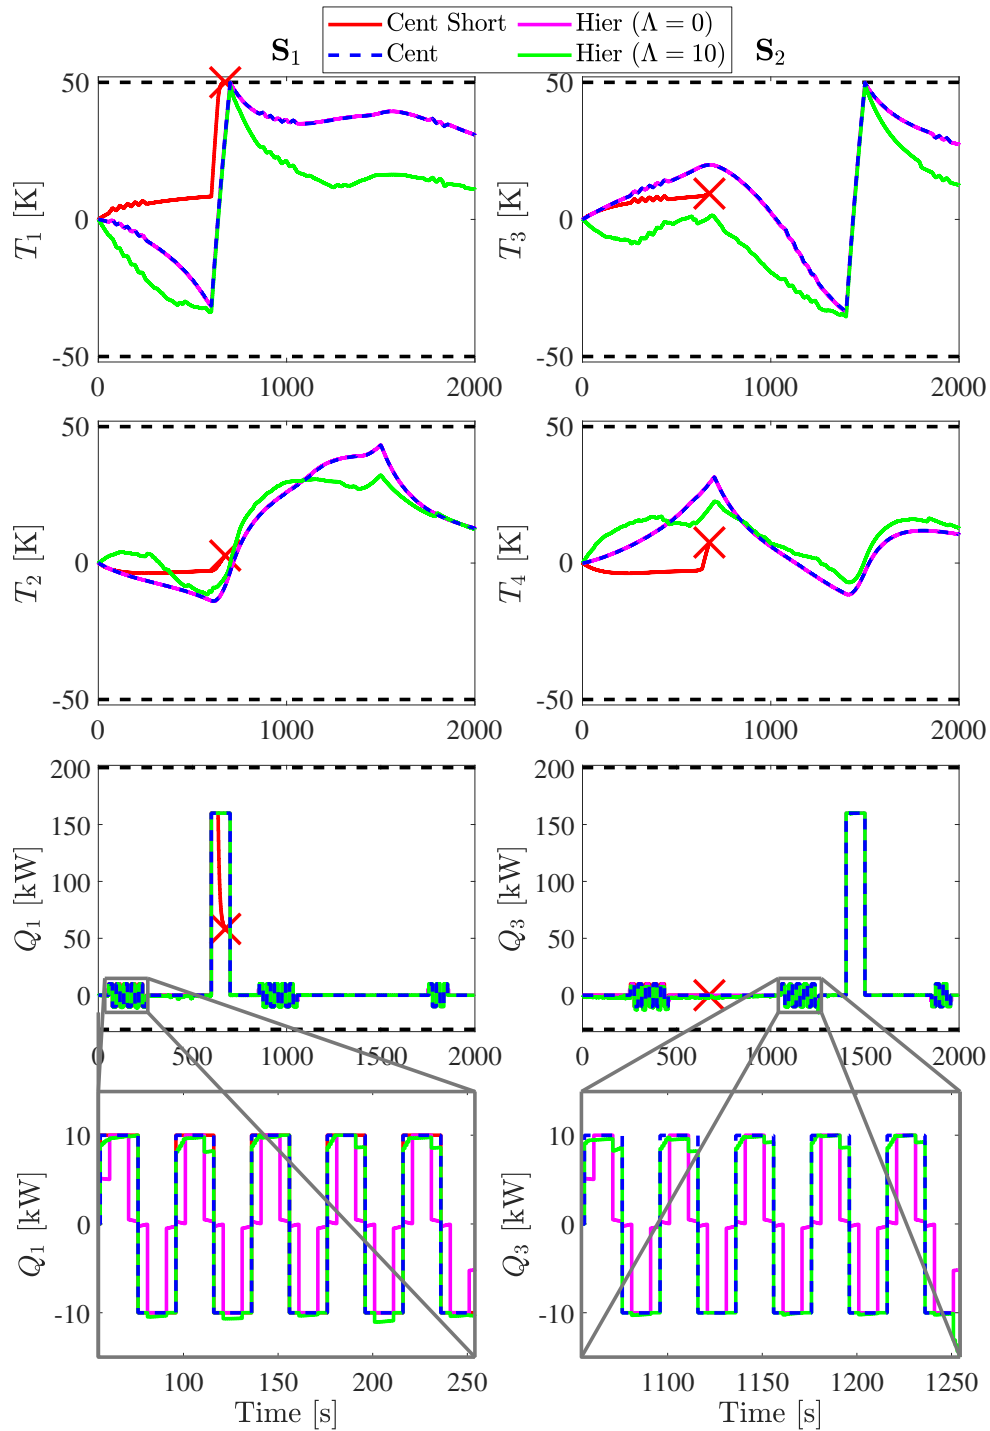 Cent Short Hier (Λ = 0)
Cent Hier (Λ = 10)
S1 S2
50 50
0 0
-50 -50
T1 [K] T3 [K]
0 1000 2000 0 1000 2000
50 50
0 0
-50 -50
T2 [K] T4 [K]
0 1000 2000 0 1000 2000
200 200
150 150
100 100
50 50
0 0
Q1 [kW] Q3 [kW]
0 500 1000 1500 2000 0 500 1000 1500 2000
10 10
0 0
-10 -10
Q1 [kW] Q3 [kW]
100 150 200 250 1100 1150 1200 1250
Time [s] Time [s]